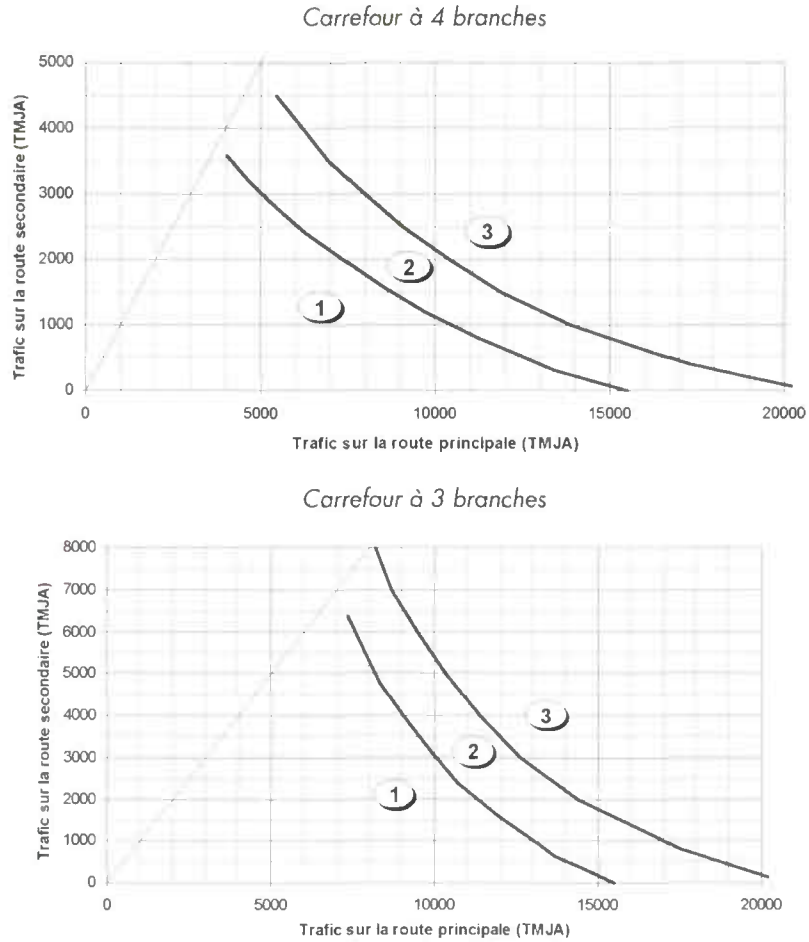 Carrefour à 4 branches
Trafic sur la route secondaire (TMJA)
5000
4000
3000
2000
1000
0
1
2
3
0 5000 10000 15000 20000
Trafic sur la route principale (TMJA)
Carrefour à 3 branches
Trafic sur la route secondaire (TMJA)
8000
7000
6000
5000
4000
3000
2000
1000
0
1
2
3
0 5000 10000 15000 20000
Trafic sur la route principale (TMJA)